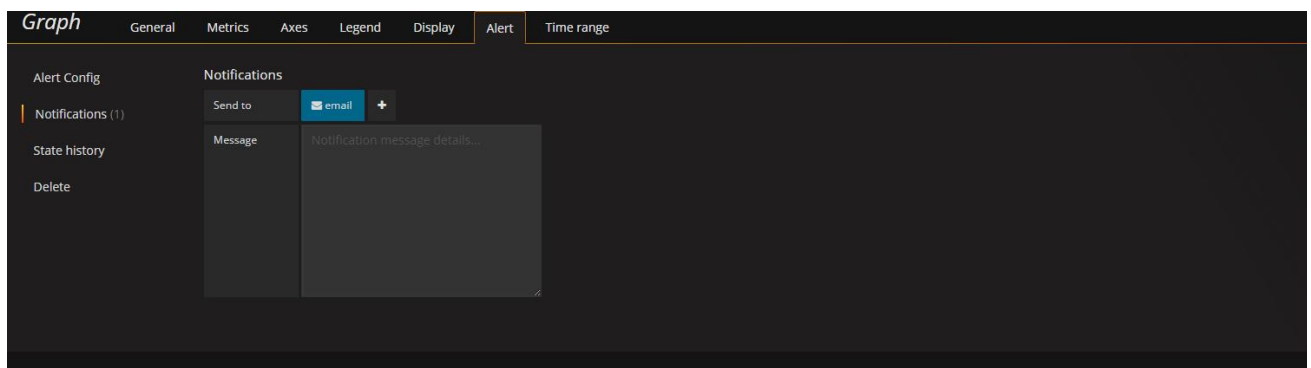 Graph General Metrics Axes Legend Display Alert Time range
Alert Config
Notifications (1)
State history
Delete
Notifications
Send to email +
Message Notification message details...